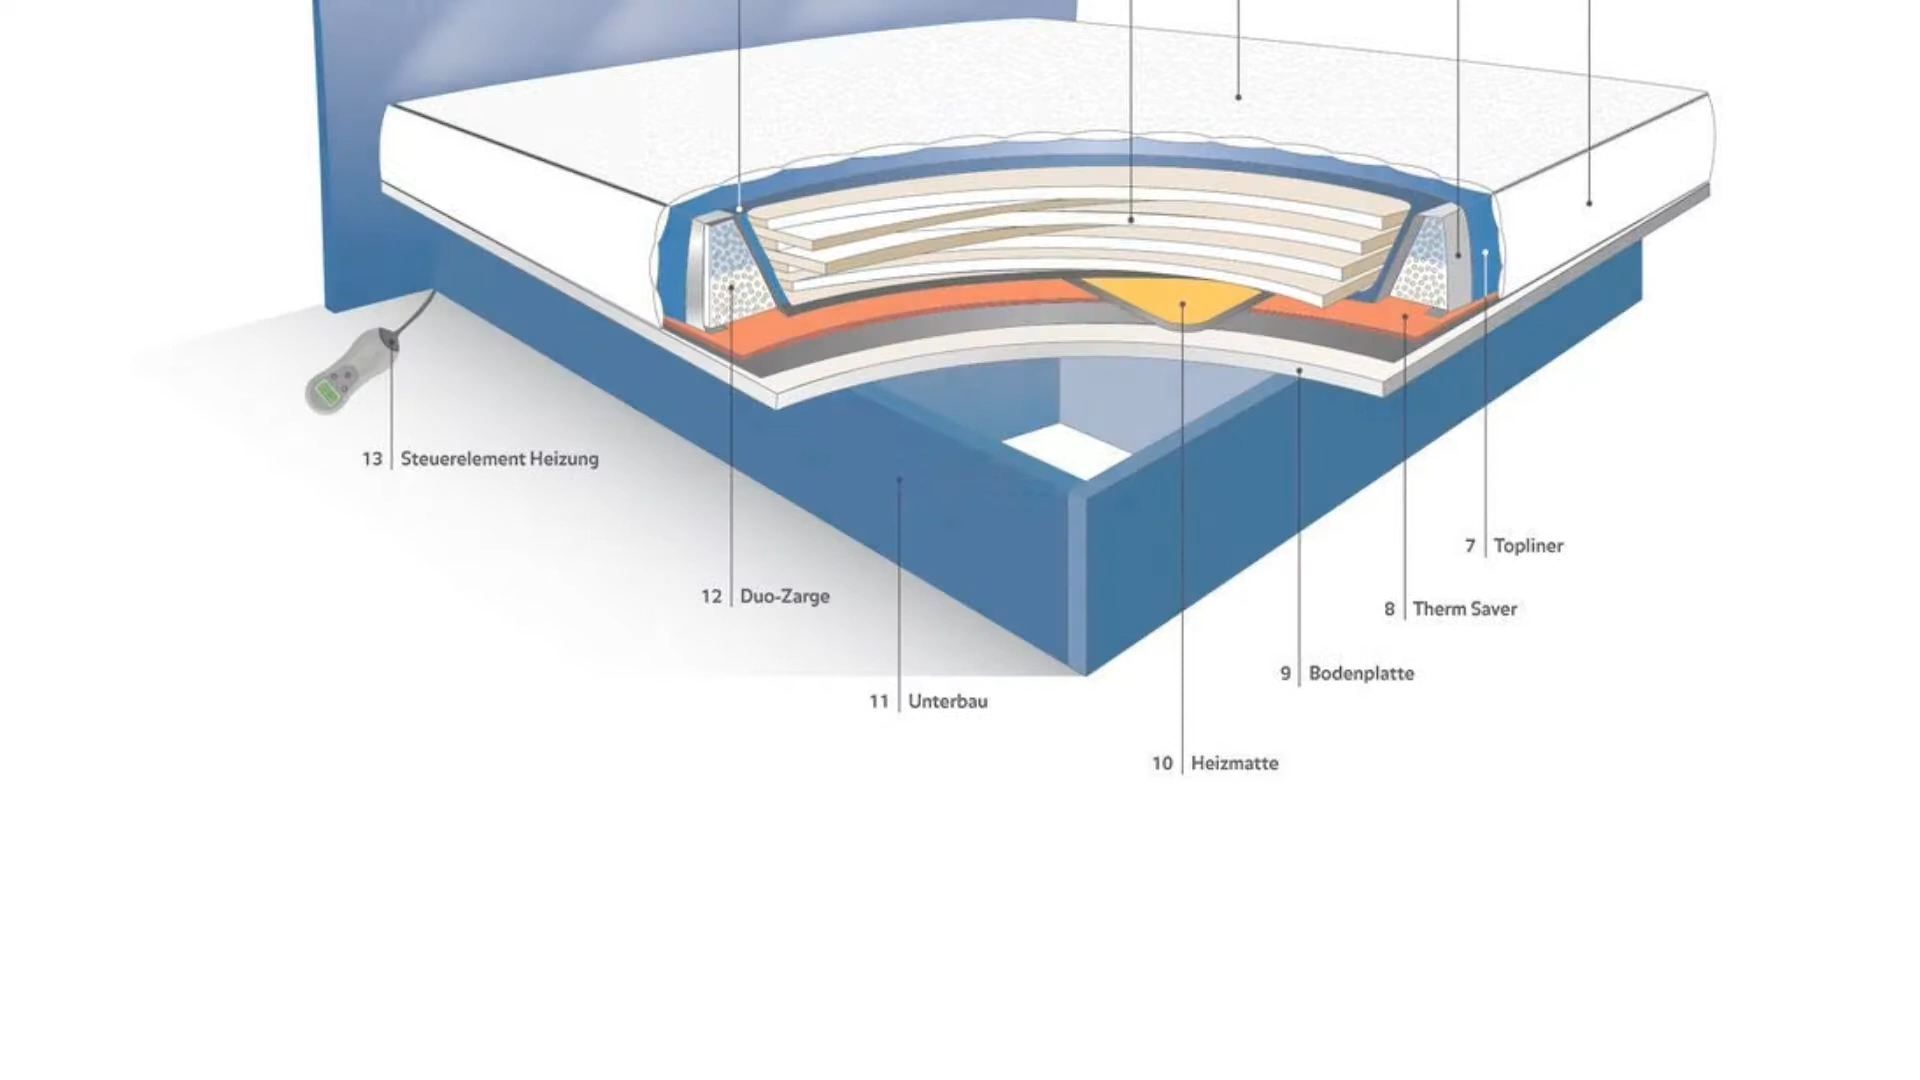 13 Steuerelement Heizung
7 Topliner
12 Duo-Zarge
8 Therm Saver
9 Bodenplatte
11 Unterbau
10 Heizmatte